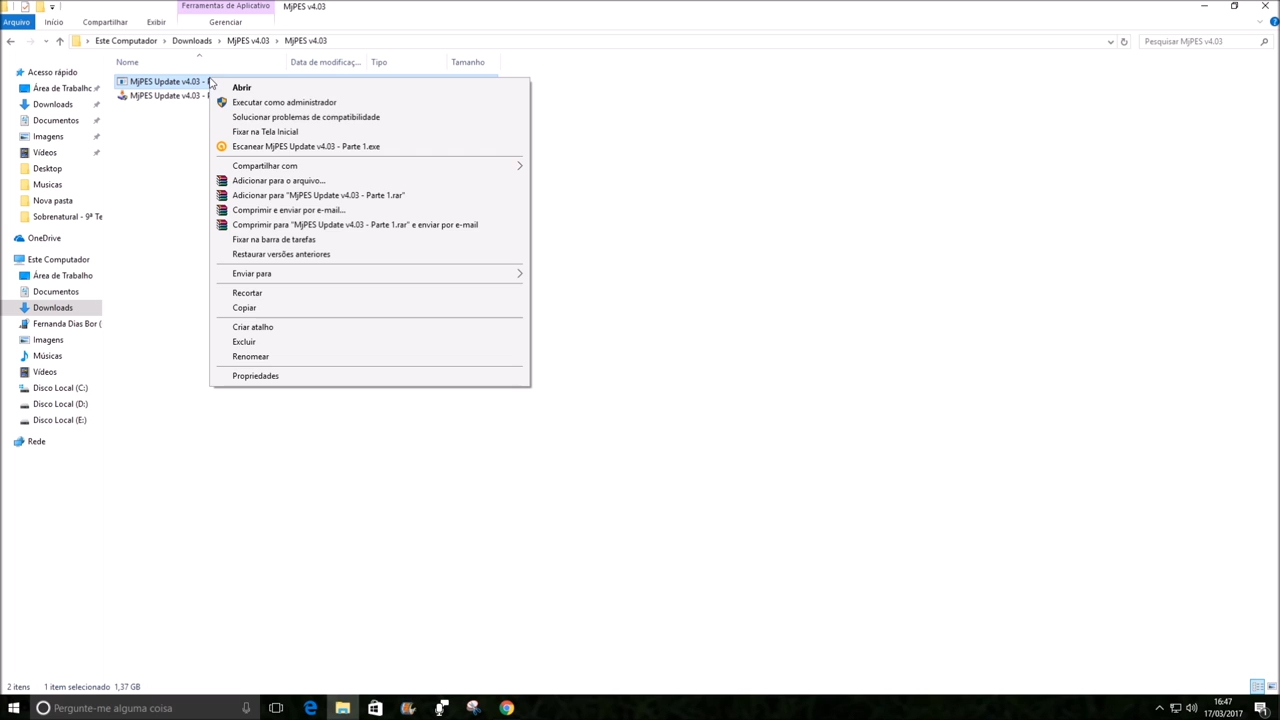 Ferramentas de Aplicativo
MjPES v4.03
Arquivo
Início
Compartilhar
Exibir
Gerenciar
Este Computador
Downloads
MjPES v4.03
MjPES v4.03
Pesquisar MjPES v4.03
Nome
Data de modificaç...
Tipo
Tamanho
Acesso rápido
Área de Trabalhc
Downloads
Documentos
Imagens
Vídeos
Desktop
Musicas
Nova pasta
Sobrenatural - 9ª Te
OneDrive
Este Computador
Área de Trabalho
Documentos
Downloads
Fernanda Dias Bor (
Imagens
Músicas
Vídeos
Disco Local (C:)
Disco Local (D:)
Disco Local (E:)
Rede
MjPES Update v4.03 -
MjPES Update v4.03 -
Abrir
Executar como administrador
Solucionar problemas de compatibilidade
Fixar na Tela Inicial
Escanear MjPES Update v4.03 - Parte 1.exe
Compartilhar com
Adicionar para o arquivo...
Adicionar para "MjPES Update v4.03 - Parte 1.rar"
Comprimir e enviar por e-mail...
Comprimir para "MjPES Update v4.03 - Parte 1.rar" e enviar por e-mail
Fixar na barra de tarefas
Restaurar versões anteriores
Enviar para
Recortar
Copiar
Criar atalho
Excluir
Renomear
Propriedades
2 itens
1 item selecionado 1,37 GB
Pergunte-me alguma coisa
16:47
17/03/2017